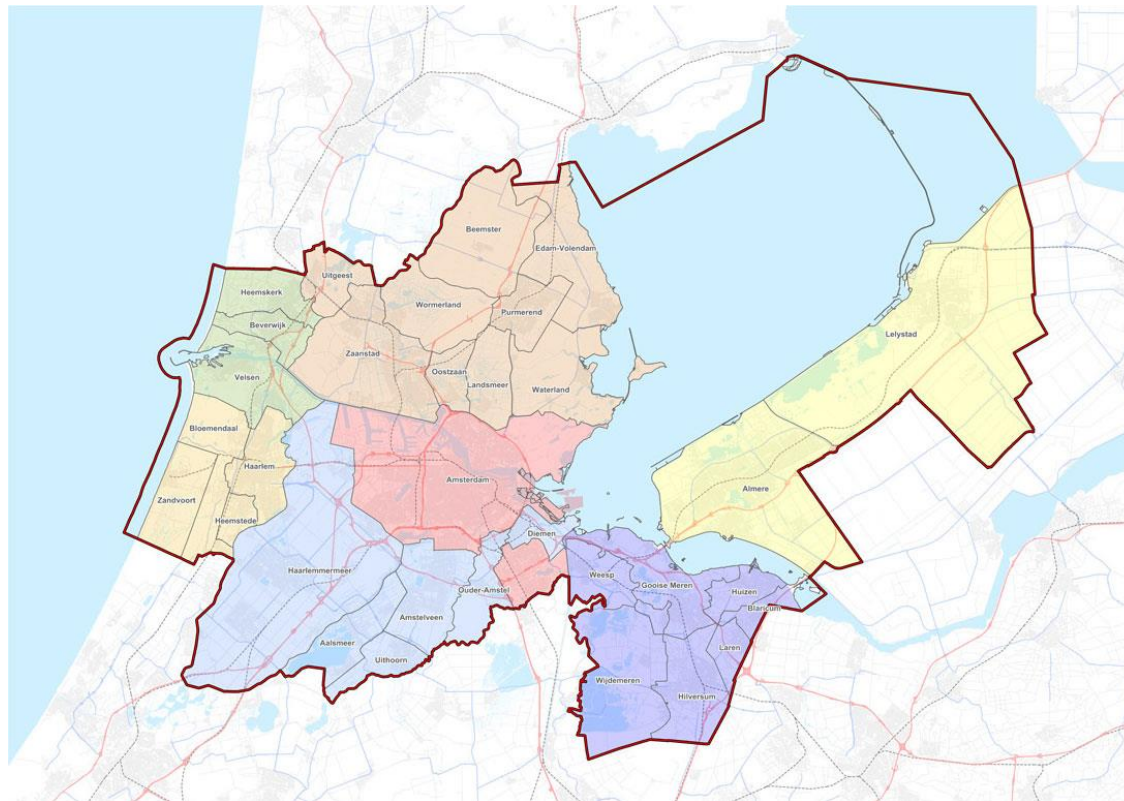 Beemster
Edam-Volendam
Uitgeest
Heemskerk
Wormerland
Purmerend
Beverwijk
Lelystad
Zaanstad
Oostzaan
Velsen
Landsmeer
Waterland
Bloemendaal
Haarlem
Amsterdam
Zandvoort
Almere
Heemstede
Diemen
Haarlemmermeer
Weesp
Gooise Meren
Ouder-Amstel
Huizen
Blaricum
Amstelveen
Aalsmeer
Laren
Uithoorn
Wijdemeren
Hilversum